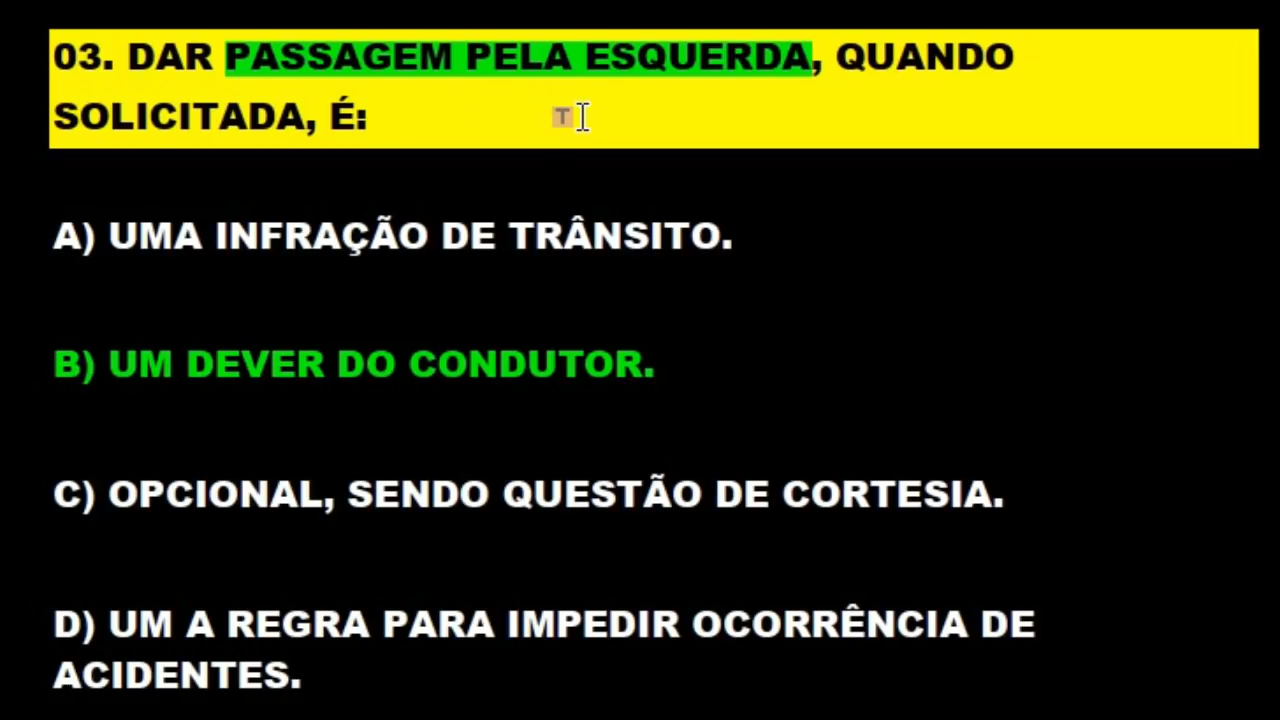 03. DAR PASSAGEM PELA ESQUERDA, QUANDO
SOLICITADA, É:
T
A) UMA INFRAÇÃO DE TRÂNSITO.
B) UM DEVER DO CONDUTOR.
C) OPCIONAL, SENDO QUESTÃO DE CORTESIA.
D) UM A REGRA PARA IMPEDIR OCORRÊNCIA DE
ACIDENTES.